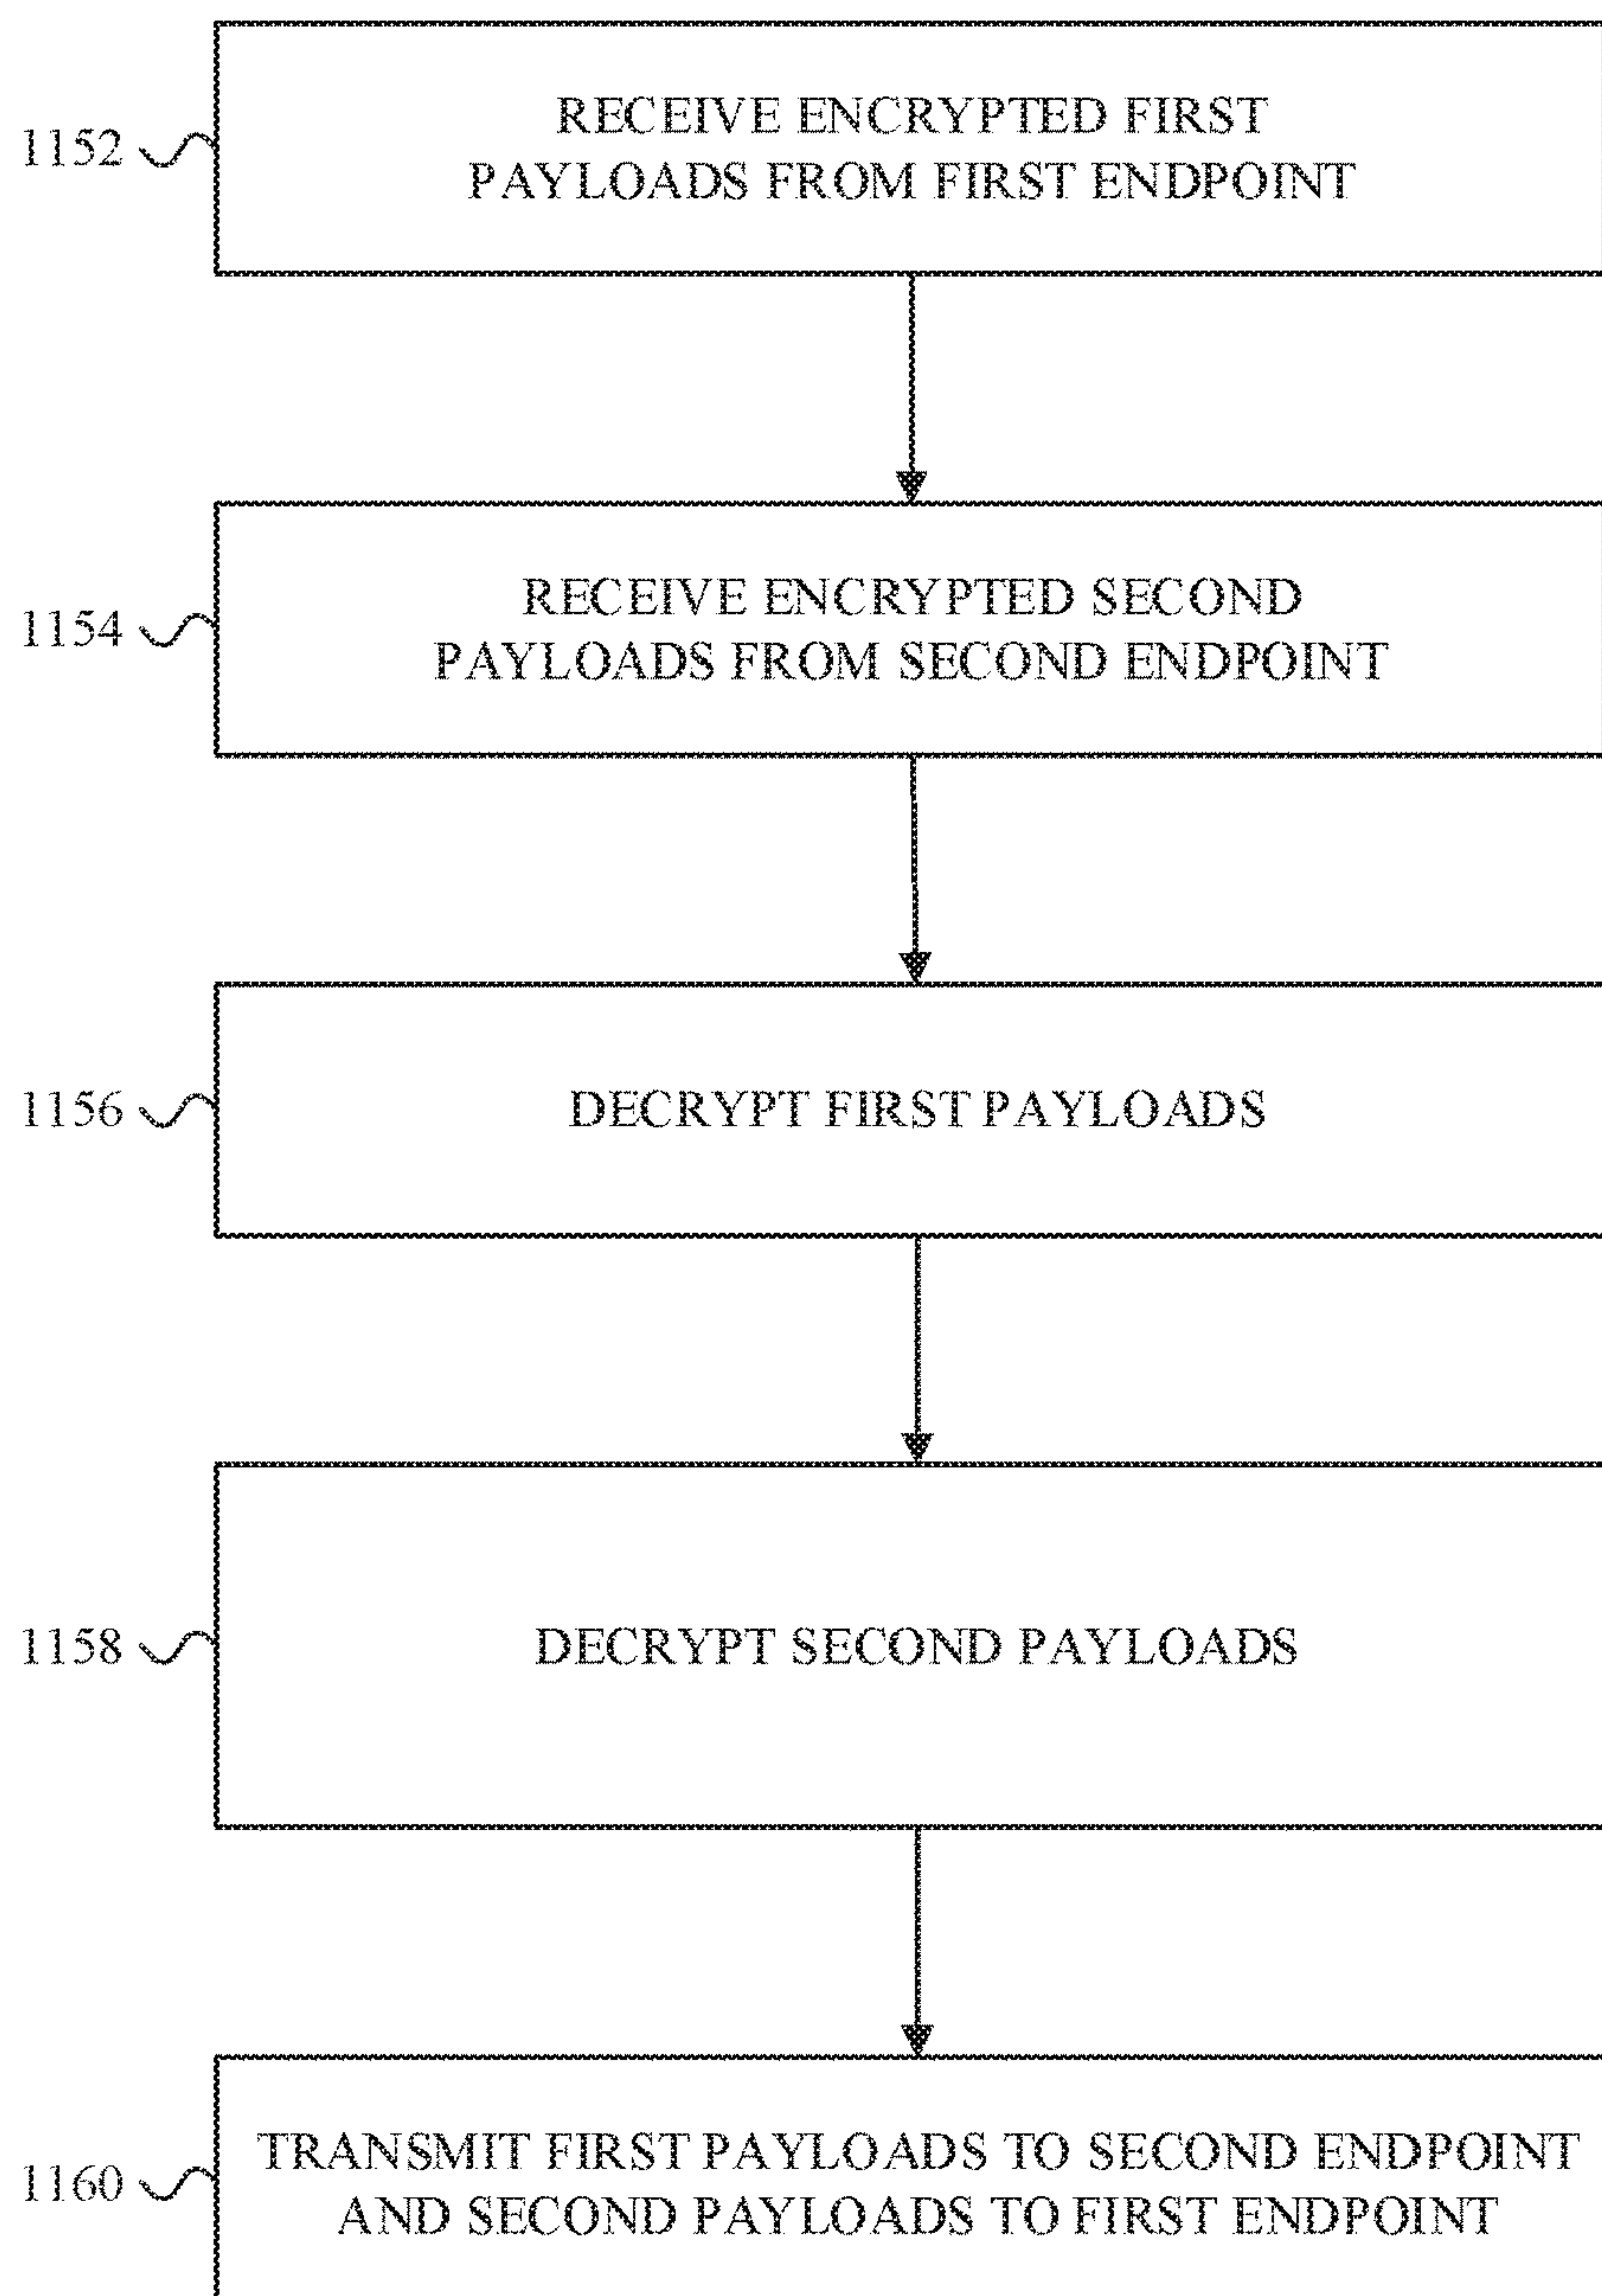 RECEIVE ENCRYPTED FIRST
1152
PAYLOADS FROM FIRST ENDPOINT
RECEIVE ENCRYPTED SECOND
1154
PAYLOADS FROM SECOND ENDPOINT
1156
DECRYPT FIRST PAYLOADS
1158
DECRYPT SECOND PAYLOADS
TRANSMIT FIRST PAYLOADS TO SECOND ENDPOINT
1160
AND SECOND PAYLOADS TO FIRST ENDPOINT